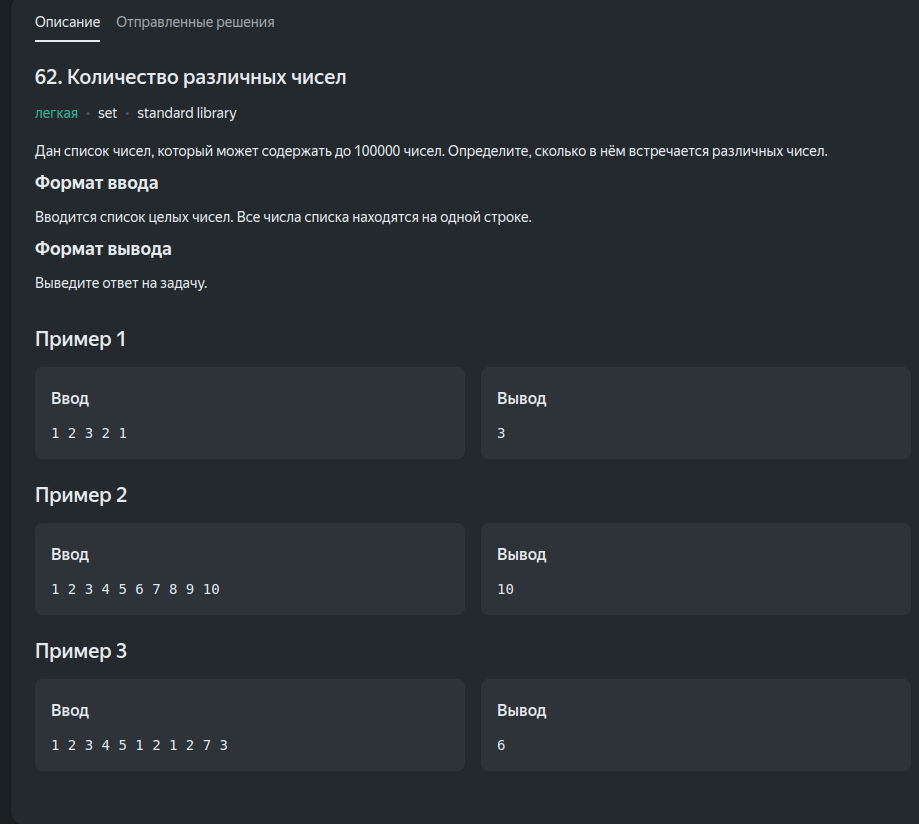 Описание Отправленные решения
62. Количество различных чисел
легкая · set · standard library
Дан список чисел, который может содержать до 100000 чисел. Определите, сколько в нём встречается различных чисел.
Формат ввода
Вводится список целых чисел. Все числа списка находятся на одной строке.
Формат вывода
Выведите ответ на задачу.
Пример 1
Ввод
1 2 3 2 1
Вывод
3
Пример 2
Ввод
1 2 3 4 5 6 7 8 9 10
Вывод
10
Пример 3
Ввод
1 2 3 4 5 1 2 1 2 7 3
Вывод
6